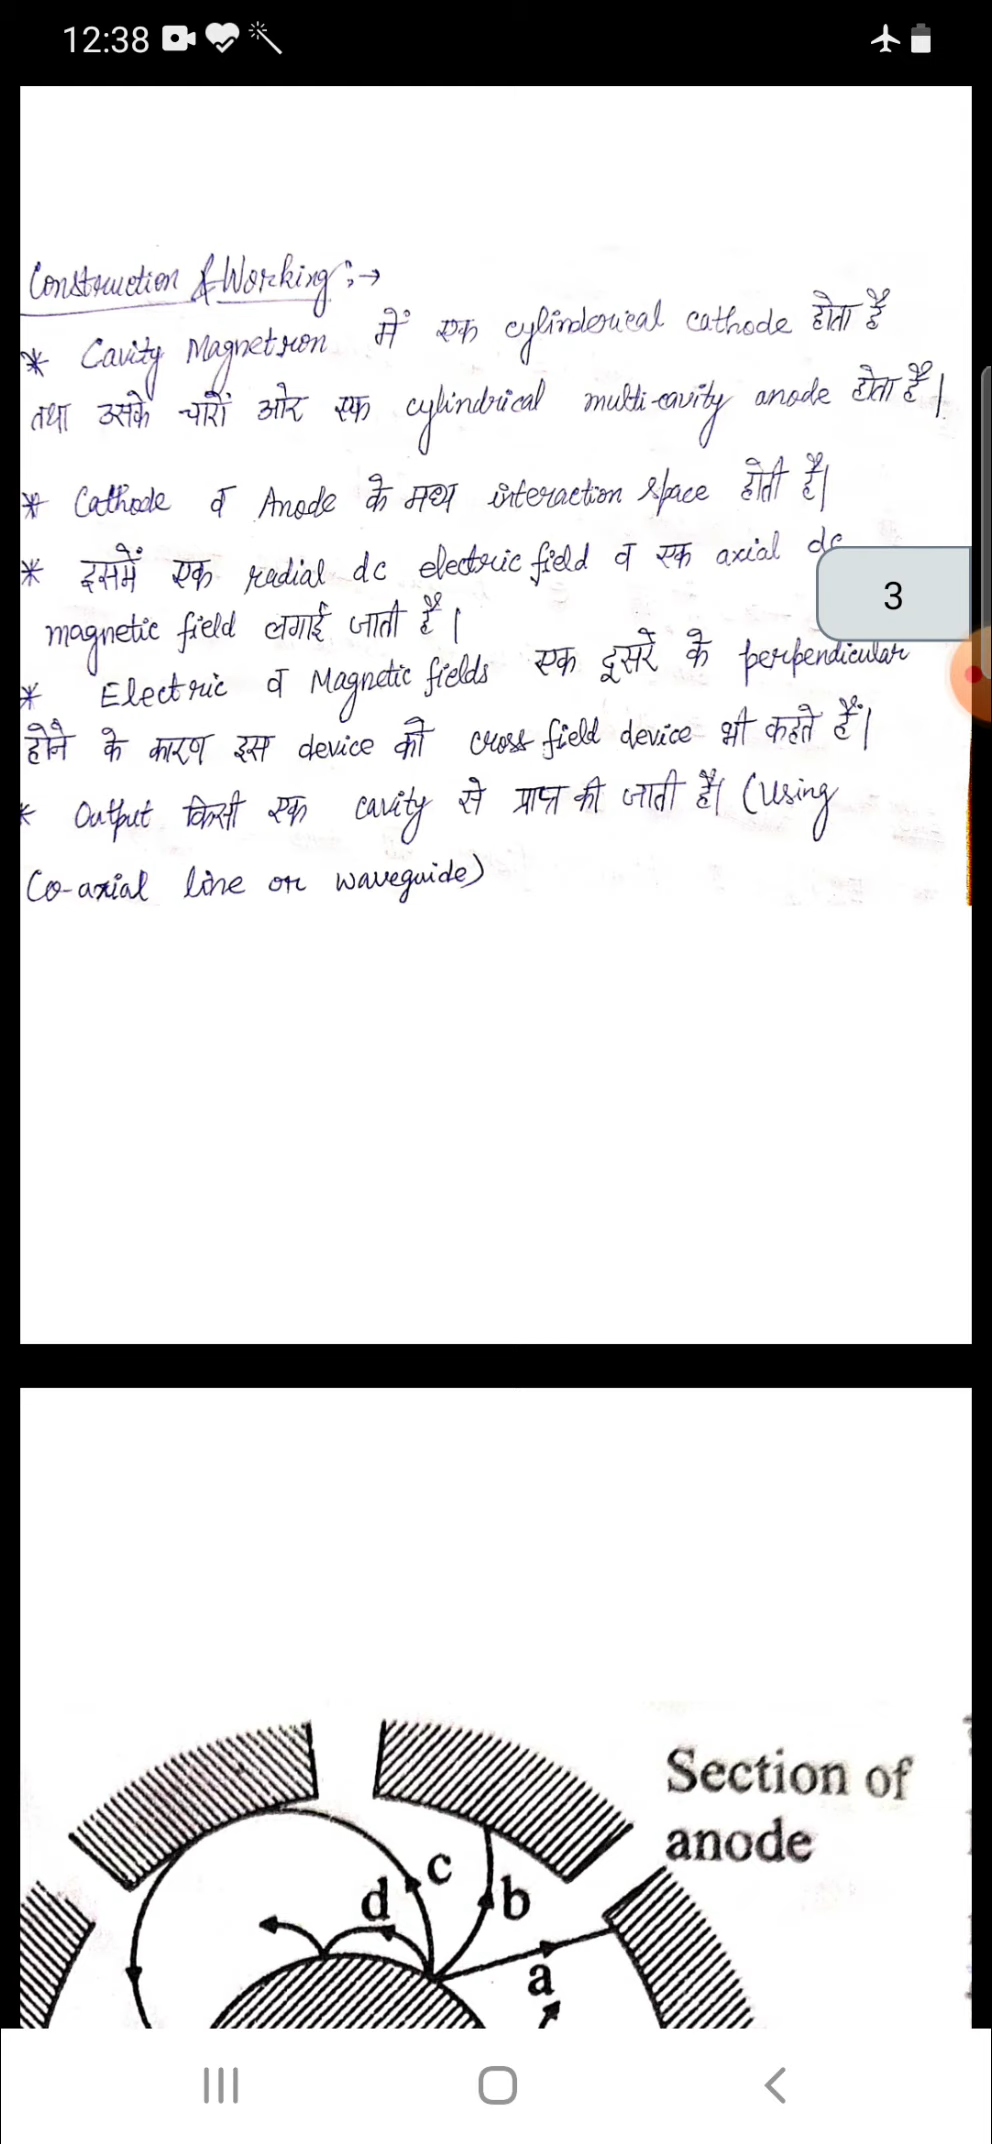 12:38
Construction & Working :→
* Cavity Magnetron में एक cylinderical cathode होता है
तथा उसके चारों ओर एक cylindrical multi-cavity anode होता है।
* Cathode व Anode के मध्य interaction space होती है।
* इसमें एक radial dc electric field व एक axial dc
3
magnetic field लगाई जाती है।
* Electric व Magnetic fields एक दूसरे के perpendicular
होने के कारण इस device को cross field device भी कहते हैं।
* Output किसी एक cavity से प्राप्त की जाती है। (Using
Co-axial line or waveguide)
Section of
anode
c
d
b
a